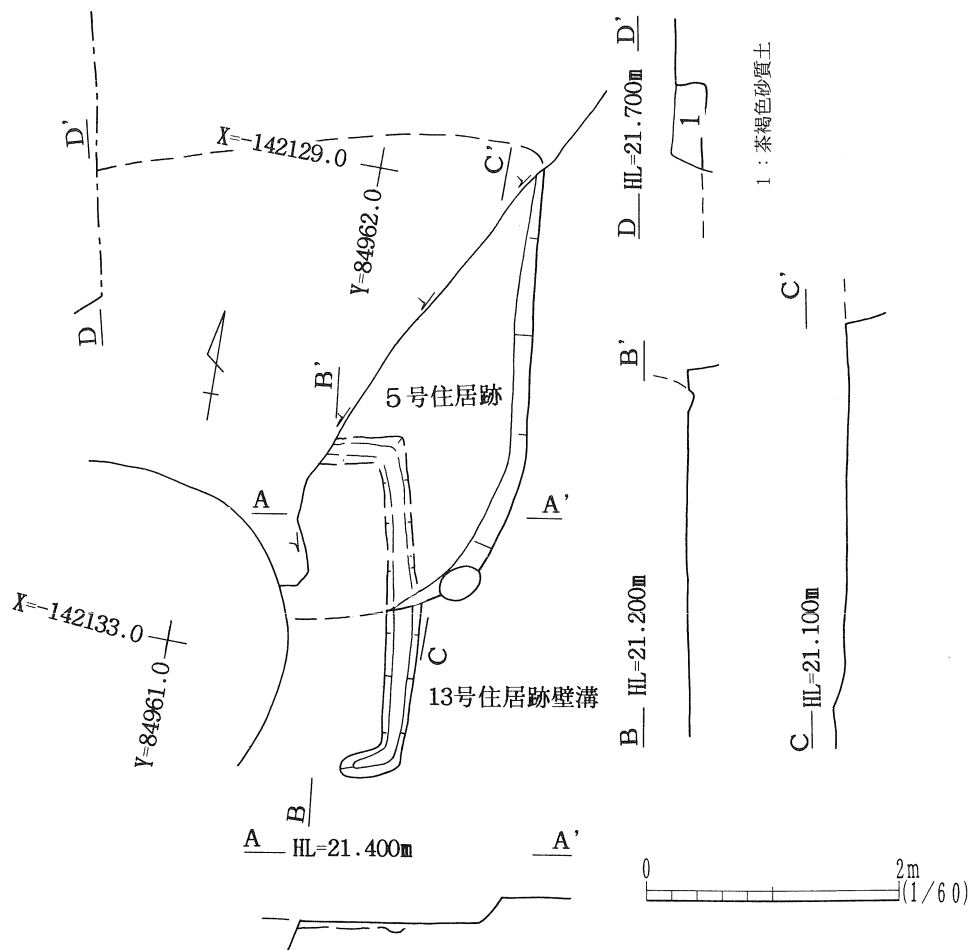 D'
X=-142129.0
Y=84962.0
C'
D
B'
5号住居跡
A
A'
X=-142133.0
Y=84961.0
C
13号住居跡壁溝
B
A HL=21.400m A'
D HL=21.700m D'
1
1：茶褐色砂質土
B HL=21.200m B'
C HL=21.100m C'
0 2m
(1/60)